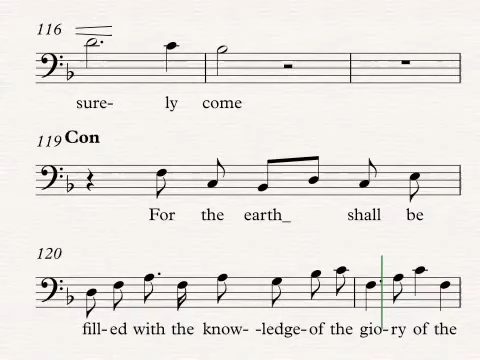 116
sure- ly come
119 Con
For the earth_ shall be
120
fill-ed with the know- -ledge-of the gio-ry of the